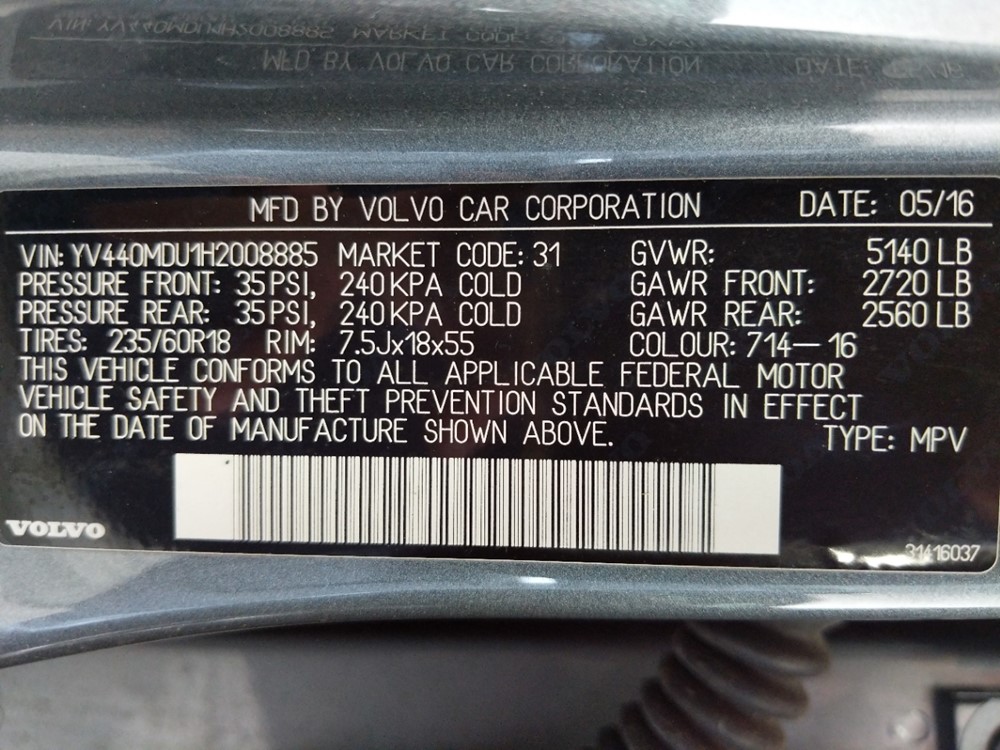 MFD BY VOLVO CAR CORPORATION DATE: 05/16
VIN: YV440MDU1H2008885 MARKET CODE: 31 GVWR: 5140 LB
PRESSURE FRONT: 35 PSI, 240 KPA COLD GAWR FRONT: 2720 LB
PRESSURE REAR: 35 PSI, 240 KPA COLD GAWR REAR: 2560 LB
TIRES: 235/60R18 RIM: 7.5Jx18x55 COLOUR: 714—16
THIS VEHICLE CONFORMS TO ALL APPLICABLE FEDERAL MOTOR
VEHICLE SAFETY AND THEFT PREVENTION STANDARDS IN EFFECT
ON THE DATE OF MANUFACTURE SHOWN ABOVE. TYPE: MPV
VOLVO
31416037